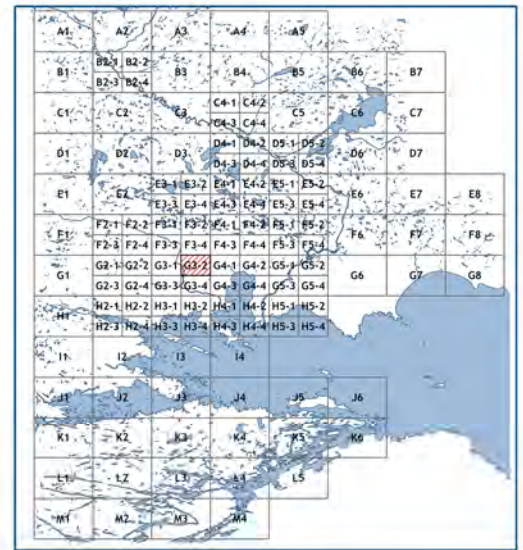 A1 A2 A3 A4 A5
B2-1 B2-2
B1 B3 B4 B5 B6 B7
B2-3 B2-4
C4-1 C4-2
C1 C2 C3 C5 C6 C7
C4-3 C4-4
D4-1 D4-2 D5-1 D5-2
D1 D2 D3 D6 D7
D4-3 D4-4 D5-3 D5-4
E3-1 E3-2 E4-1 E4-2 E5-1 E5-2
E1 E2 E6 E7 E8
E3-3 E3-4 E4-3 E4-4 E5-3 E5-4
F2-1 F2-2 F3-1 F3-2 F4-1 F4-2 F5-1 F5-2
F1 F6 F7 F8
F2-3 F2-4 F3-3 F3-4 F4-3 F4-4 F5-3 F5-4
G2-1 G2-2 G3-1 G3-2 G4-1 G4-2 G5-1 G5-2
G1 G6 G7 G8
G2-3 G2-4 G3-3 G3-4 G4-3 G4-4 G5-3 G5-4
H2-1 H2-2 H3-1 H3-2 H4-1 H4-2 H5-1 H5-2
H1
H2-3 H2-4 H3-3 H3-4 H4-3 H4-4 H5-3 H5-4
I1 I2 I3 I4
J1 J2 J3 J4 J5 J6
K1 K2 K3 K4 K5 K6
L1 L2 L3 L4 L5
M1 M2 M3 M4